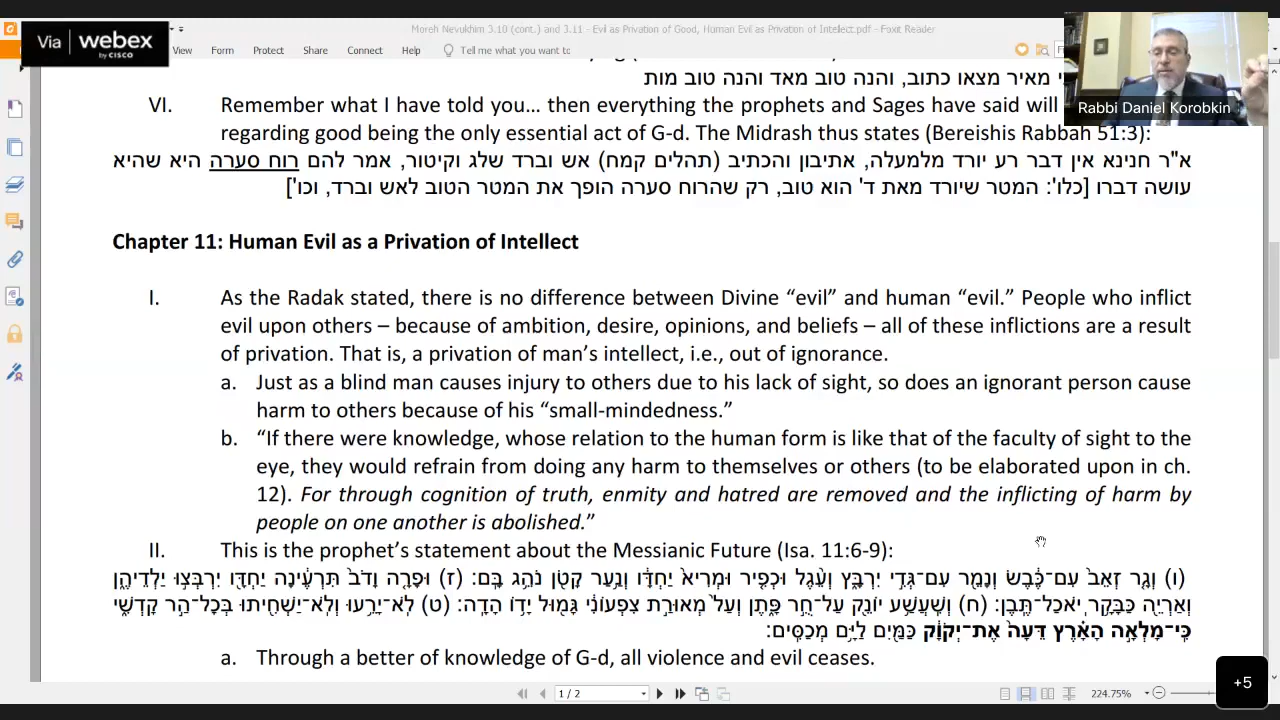 Moreh Nevukhim 3.10 (cont.) and 3.11 - Evil as Privation of Good, Human Evil as Privation of Intellect.pdf - Foxit Reader
Via webex
by CISCO
View Form Protect Share Connect Help Tell me what you want to
Rabbi Daniel Korobkin
י מאיר מצאו כתוב, והנה טוב מאד והנה טוב מות
VI. Remember what I have told you… then everything the prophets and Sages have said will
regarding good being the only essential act of G-d. The Midrash thus states (Bereishis Rabbah 51:3):
א"ר חנינא אין דבר רע יורד מלמעלה, אתיבון והכתיב (תהלים קמח) אש וברד שלג וקיטור, אמר להם רוח סערה היא שהיא
עושה דברו [כלו': המטר שיורד מאת ד' הוא טוב, רק שהרוח סערה הופך את המטר הטוב לאש וברד, וכו']
Chapter 11: Human Evil as a Privation of Intellect
I. As the Radak stated, there is no difference between Divine “evil” and human “evil.” People who inflict
evil upon others – because of ambition, desire, opinions, and beliefs – all of these inflictions are a result
of privation. That is, a privation of man’s intellect, i.e., out of ignorance.
a. Just as a blind man causes injury to others due to his lack of sight, so does an ignorant person cause
harm to others because of his “small-mindedness.”
b. “If there were knowledge, whose relation to the human form is like that of the faculty of sight to the
eye, they would refrain from doing any harm to themselves or others (to be elaborated upon in ch.
12). For through cognition of truth, enmity and hatred are removed and the inflicting of harm by
people on one another is abolished.”
II. This is the prophet’s statement about the Messianic Future (Isa. 11:6-9):
(ו) וְגָ֤ר זְאֵב֙ עִם־כֶּ֔בֶשׂ וְנָמֵ֖ר עִם־גְּדִ֣י יִרְבָּ֑ץ וְעֵ֨גֶל וּכְפִ֤יר וּמְרִיא֙ יַחְדָּ֔ו וְנַ֥עַר קָטֹ֖ן נֹהֵ֥ג בָּֽם׃ (ז) וּפָרָ֤ה וָדֹב֙ תִּרְעֶ֔ינָה יַחְדָּ֖ו יִרְבְּצ֣וּ יַלְדֵיהֶ֑ן
וְאַרְיֵ֖ה כַּבָּקָ֥ר יֹֽאכַל־תֶּֽבֶן׃ (ח) וְשִֽׁעֲשַׁ֥ע יוֹנֵ֖ק עַל־חֻ֣ר פָּ֑תֶן וְעַל֙ מְאוּרַ֣ת צִפְעוֹנִ֔י גָּמ֖וּל יָד֥וֹ הָדָֽה׃ (ט) לֹֽא־יָרֵ֥עוּ וְלֹֽא־יַשְׁחִ֖יתוּ בְּכׇל־הַ֣ר קׇדְשִׁ֑י
כִּֽי־מָלְאָ֣ה הָאָ֗רֶץ דֵּעָה֙ אֶת־יְקֹוָ֔ק כַּמַּ֖יִם לַיָּ֥ם מְכַסִּֽים׃
a. Through a better of knowledge of G-d, all violence and evil ceases.
1 / 2
224.75%
+5